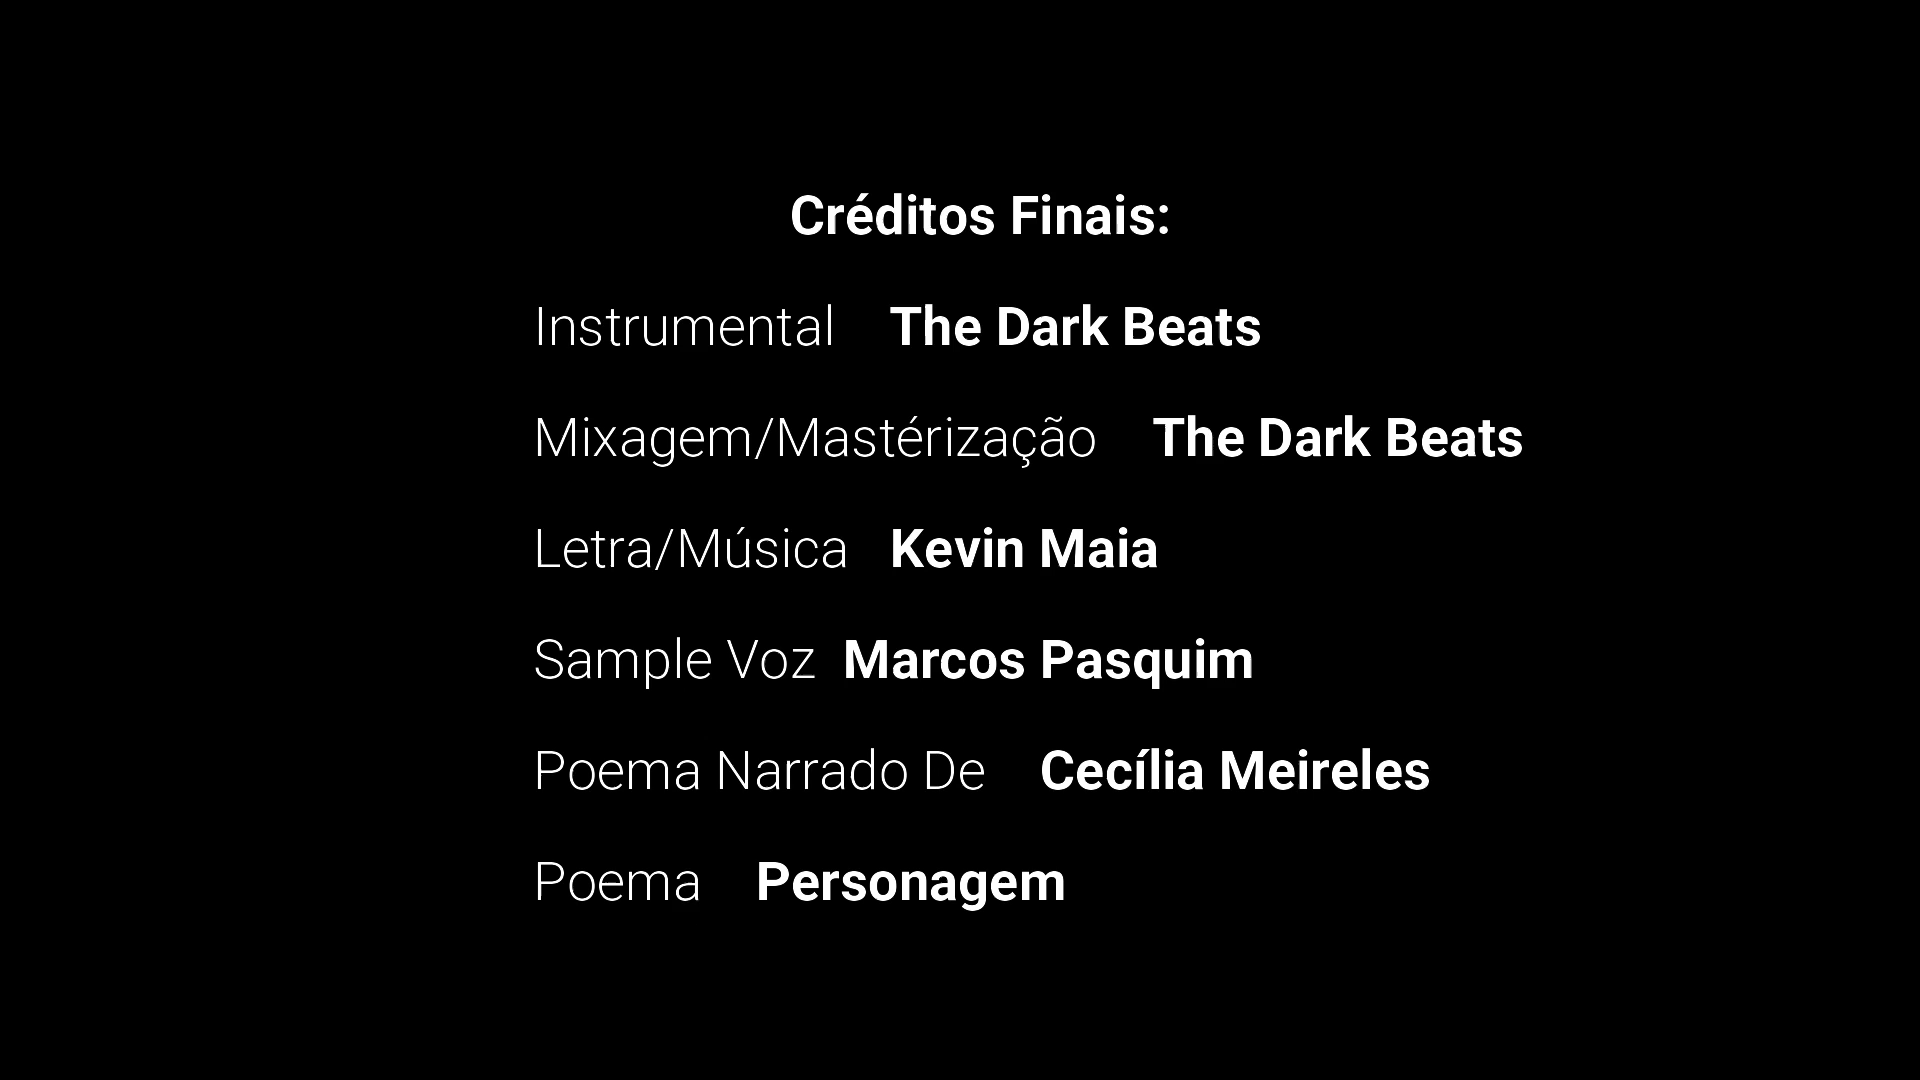 Créditos Finais:
Instrumental The Dark Beats
Mixagem/Mastérização The Dark Beats
Letra/Música Kevin Maia
Sample Voz Marcos Pasquim
Poema Narrado De Cecília Meireles
Poema Personagem